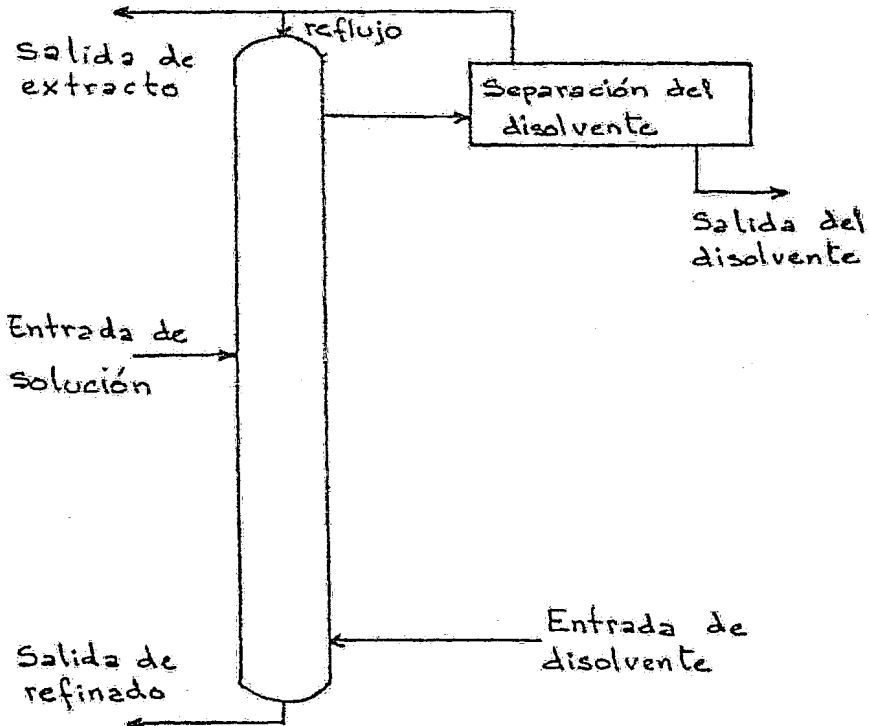 reflujo
Salida de
extracto
Separación del
disolvente
Salida del
disolvente
Entrada de
Solución
Entrada de
disolvente
Salida de
refinado